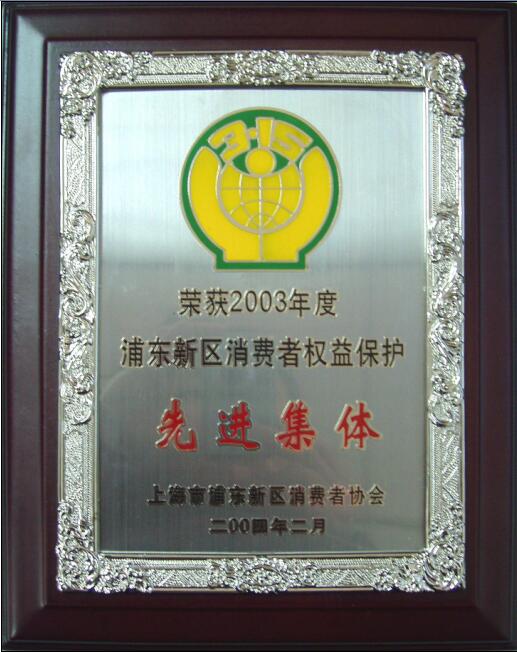 3·15
荣获2003年度
浦东新区消费者权益保护
先进集体
上海市浦东新区消费者协会
二00四年二月